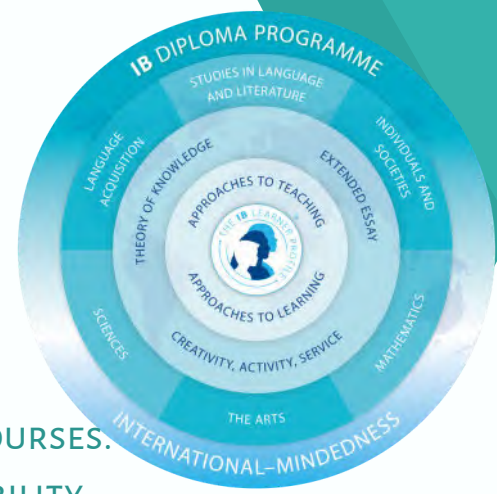 IB DIPLOMA PROGRAMME
STUDIES IN LANGUAGE
AND LITERATURE
LANGUAGE
ACQUISITION
INDIVIDUALS AND
SOCIETIES
THEORY OF KNOWLEDGE
EXTENDED ESSAY
APPROACHES TO TEACHING
THE IB LEARNER PROFILE
APPROACHES TO LEARNING
CREATIVITY, ACTIVITY, SERVICE
SCIENCES
MATHEMATICS
THE ARTS
INTERNATIONAL–MINDEDNESS
OURSES.